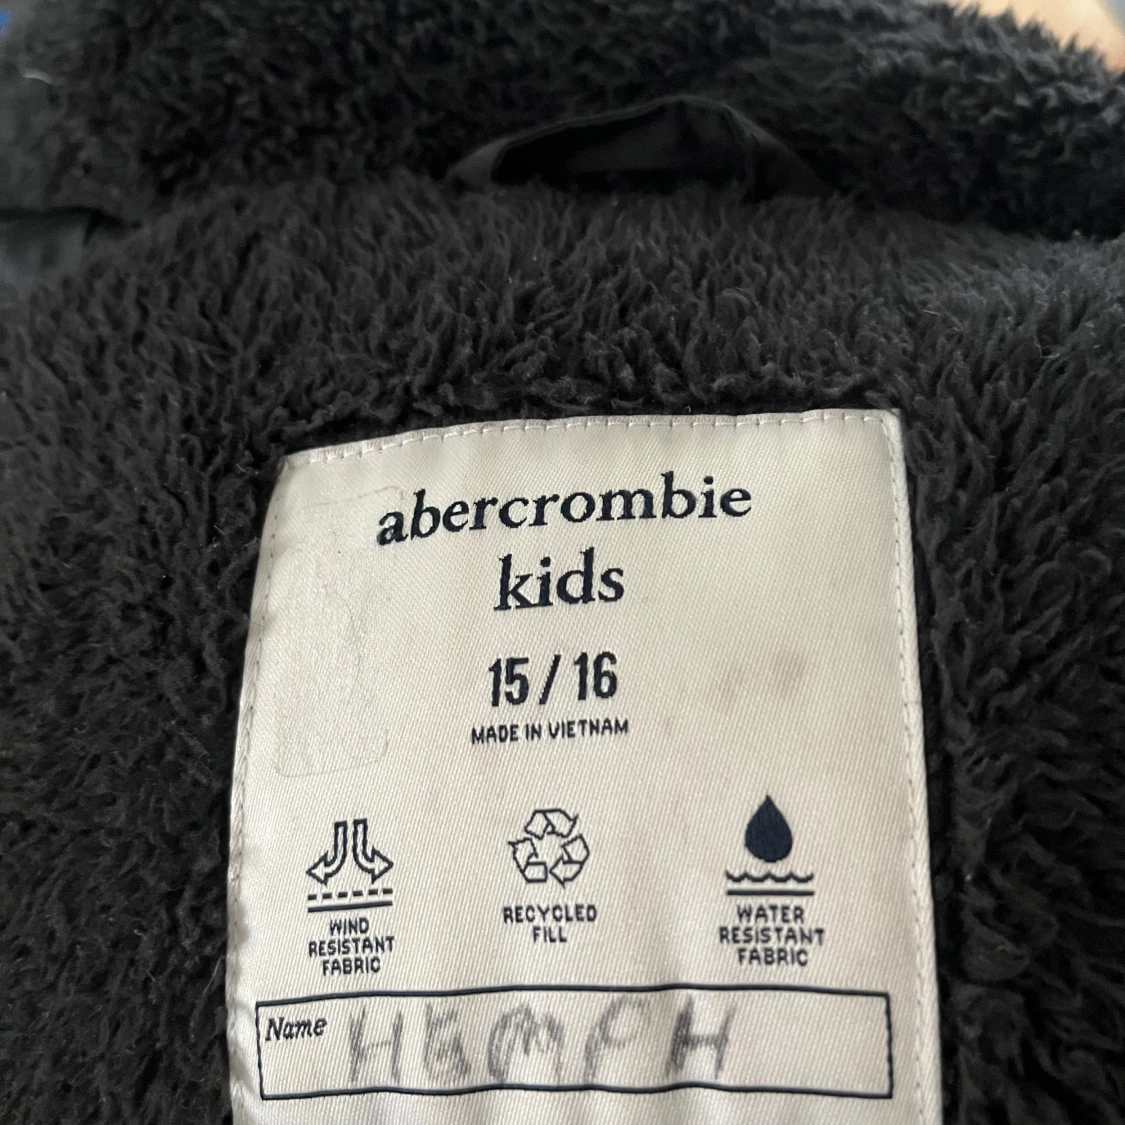 abercrombie
kids
15 / 16
MADE IN VIETNAM
WIND
RESISTANT
FABRIC
RECYCLED
FILL
WATER
RESISTANT
FABRIC
Name